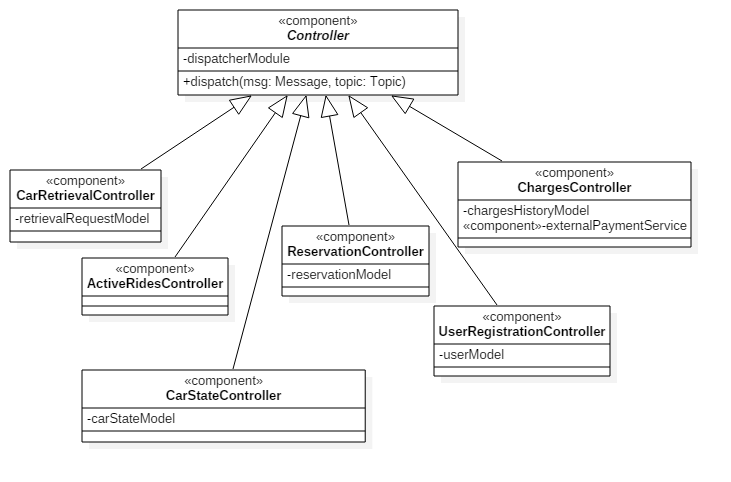 «component»
Controller
-dispatcherModule
+dispatch(msg: Message, topic: Topic)
«component»
CarRetrievalController
-retrievalRequestModel
«component»
ChargesController
-chargesHistoryModel
«component»-externalPaymentService
«component»
ReservationController
-reservationModel
«component»
ActiveRidesController
«component»
UserRegistrationController
-userModel
«component»
CarStateController
-carStateModel